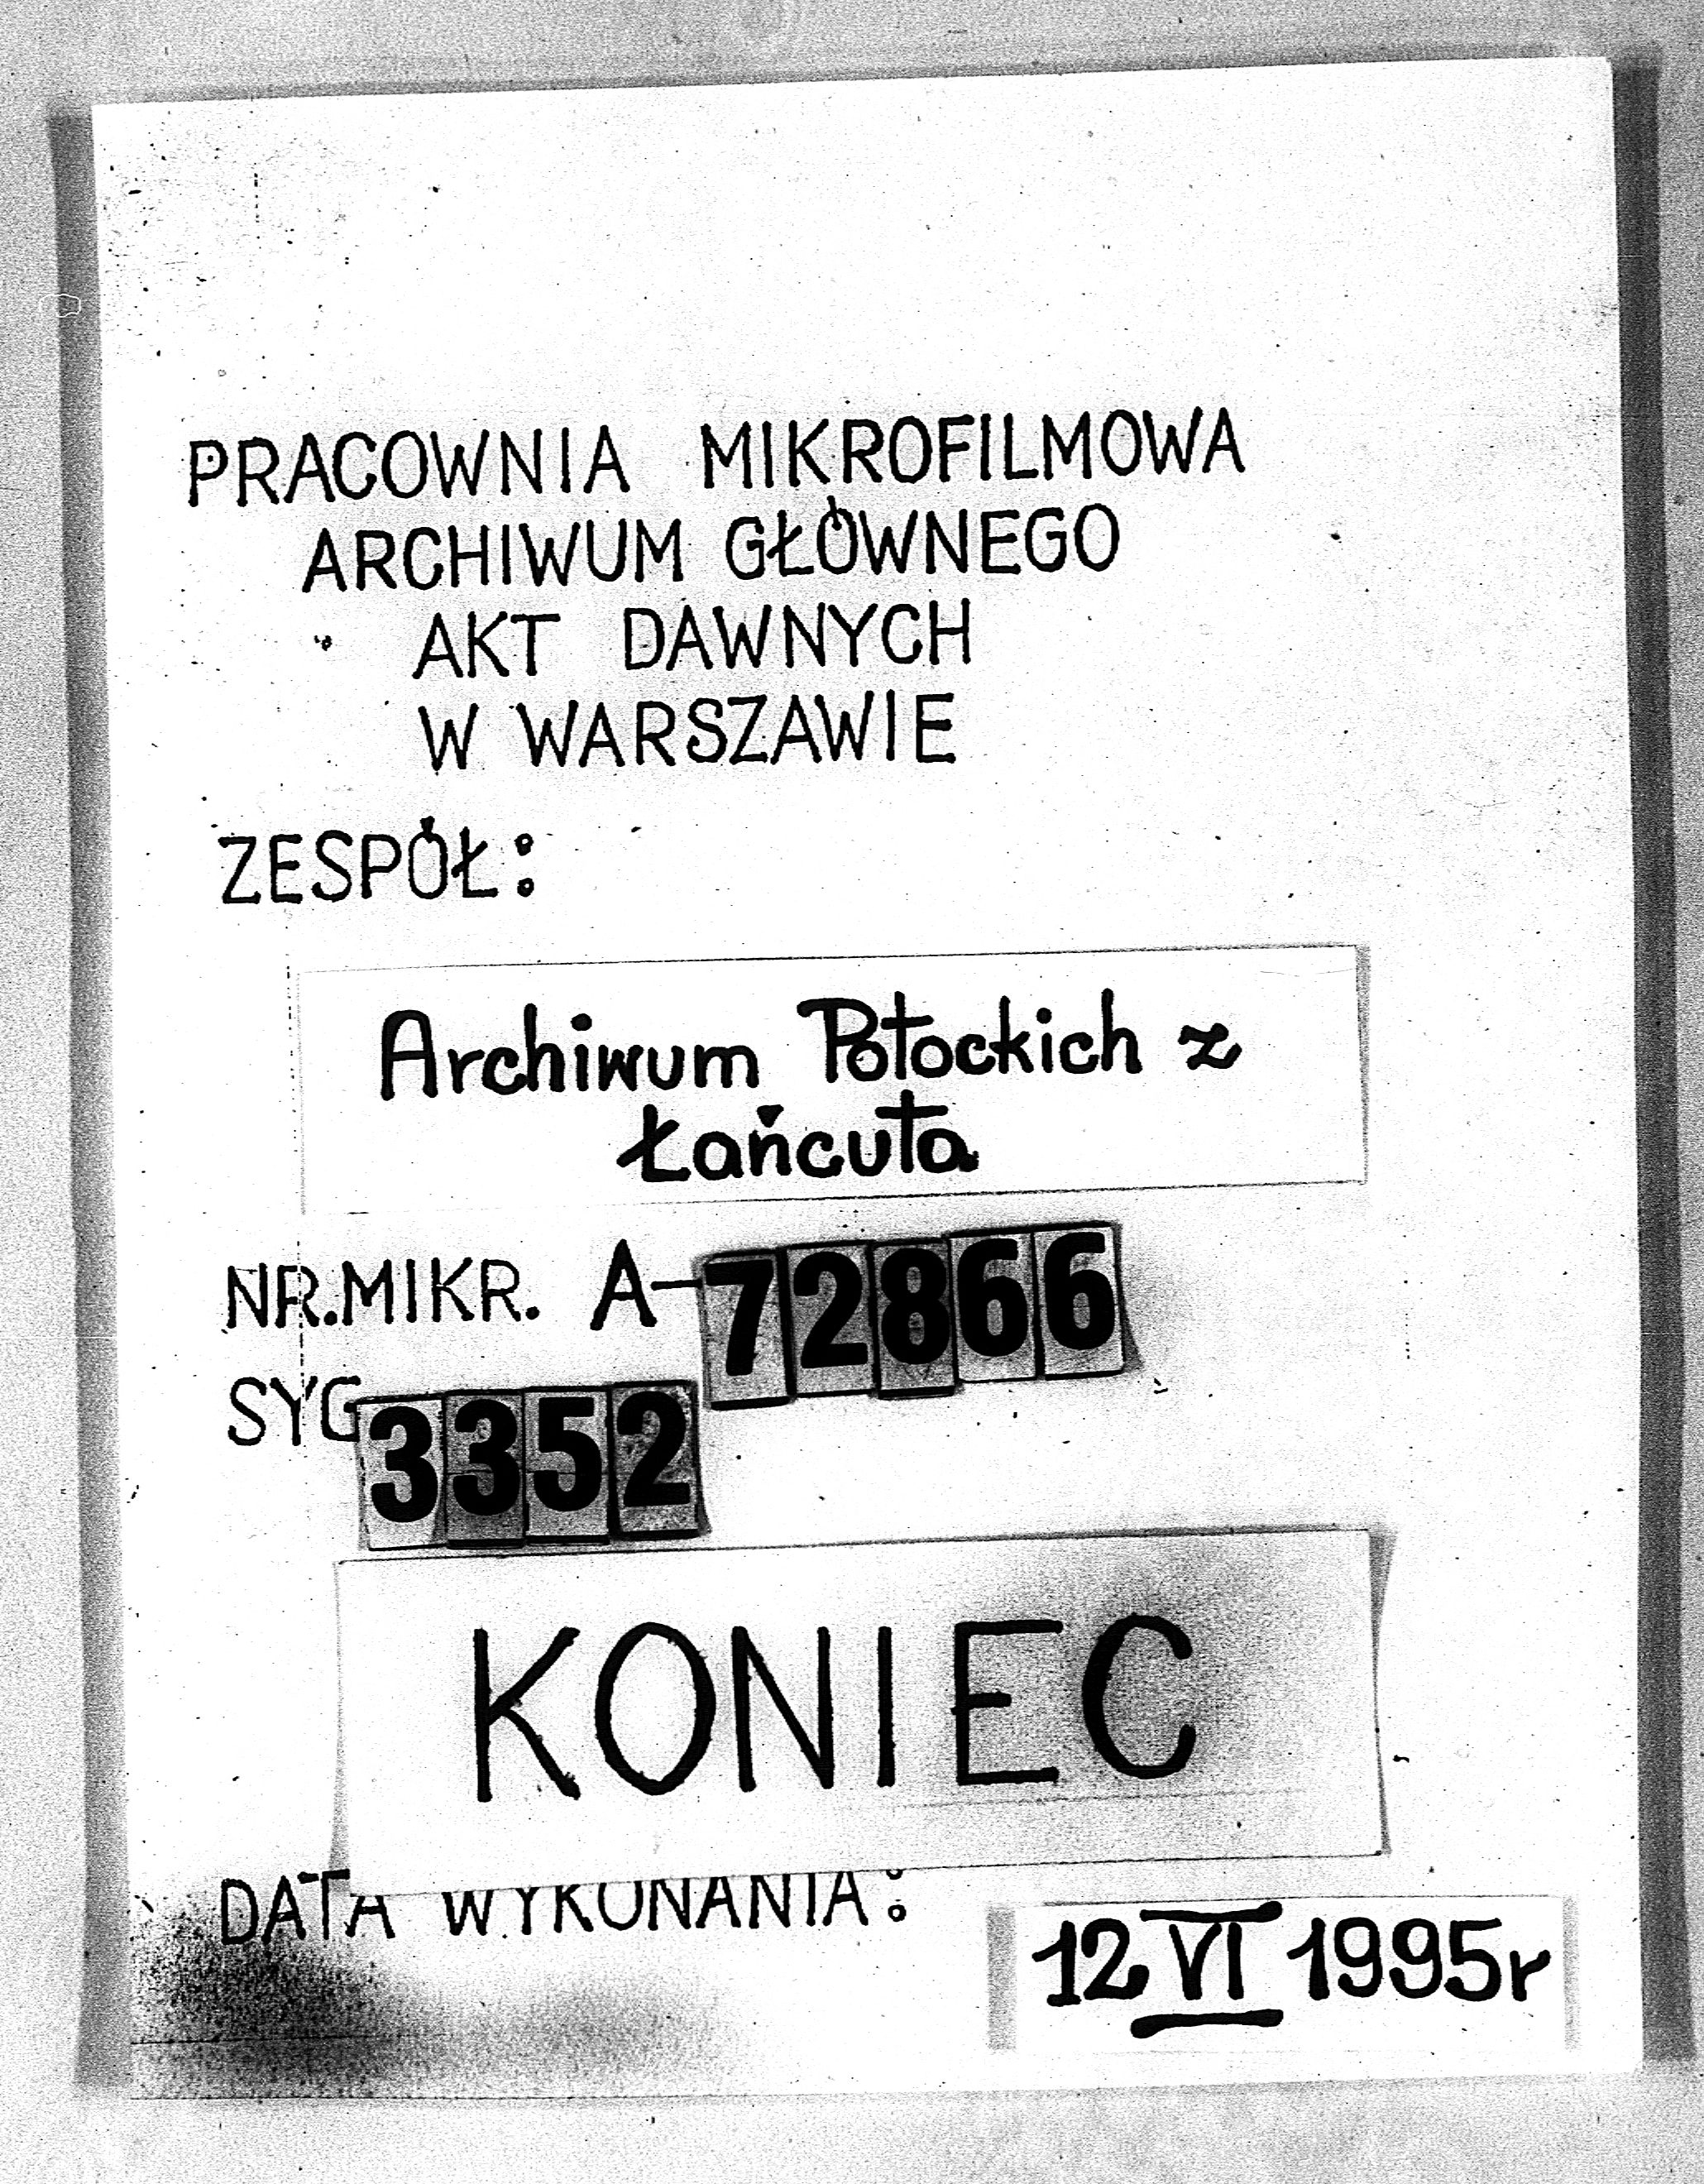 PRACOWNIA MIKROFILMOWA
ARCHIWUM GŁÓWNEGO
AKT DAWNYCH
W WARSZAWIE
ZESPÓŁ:
Archiwum Potockich z
Łańcuta
NR.MIKR. A-72866
SYG 3352
KONIEC
DATA WYKONANIA:
12 VI 1995r